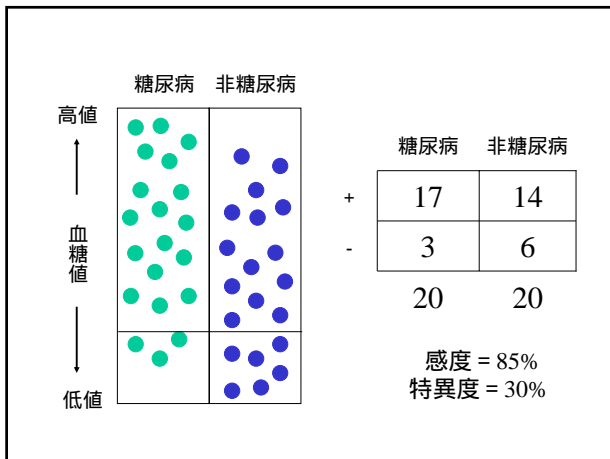 糖尿病 非糖尿病
高値
血糖値
低値
糖尿病 非糖尿病
+ 17 14
- 3 6
20 20
感度 = 85%
特異度 = 30%